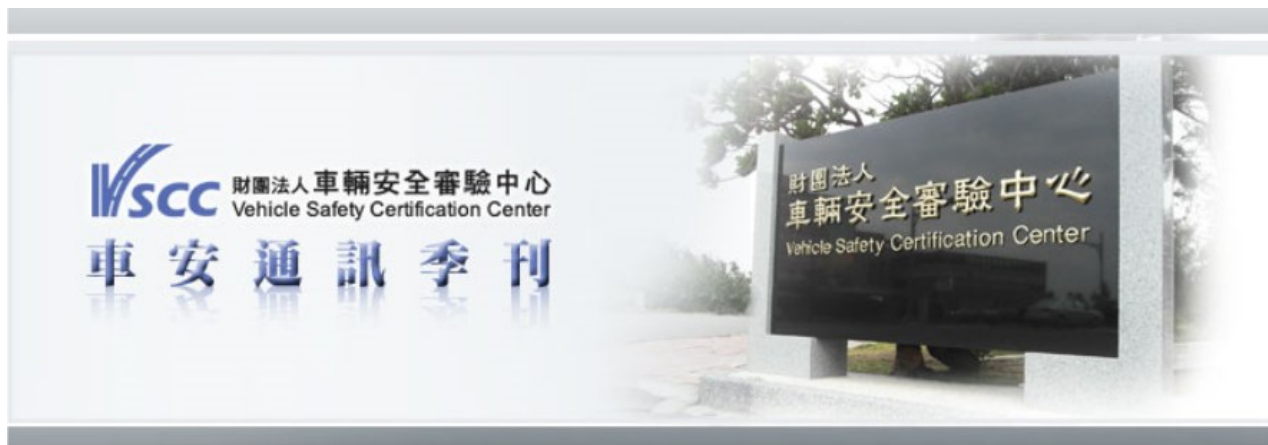 VSCC
財團法人車輛安全審驗中心
Vehicle Safety Certification Center
車安通訊季刊
財團法人
車輛安全審驗中心
Vehicle Safety Certification Center